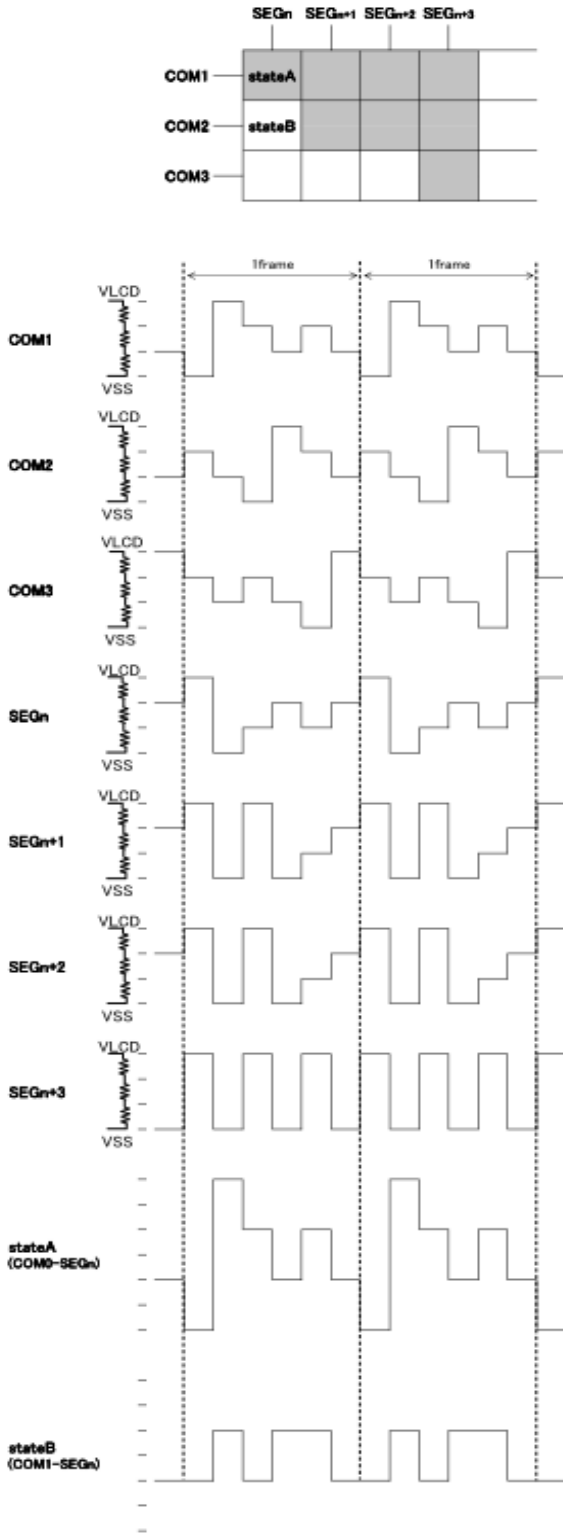 SEGn SEGn+1 SEGn+2 SEGn+3
COM1 stateA
COM2 stateB
COM3
1frame 1frame
VLCD
COM1
VSS
VLCD
COM2
VSS
VLCD
COM3
VSS
VLCD
SEGn
VSS
VLCD
SEGn+1
VSS
VLCD
SEGn+2
VSS
VLCD
SEGn+3
VSS
stateA
(COM0-SEGn)
stateB
(COM1-SEGn)